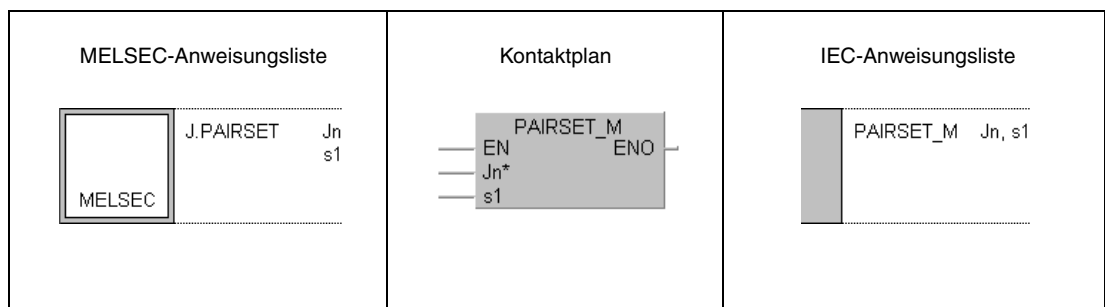 MELSEC-Anweisungsliste
J.PAIRSET Jn
s1
MELSEC
Kontaktplan
PAIRSET_M
EN ENO
Jn*
s1
IEC-Anweisungsliste
PAIRSET_M Jn, s1